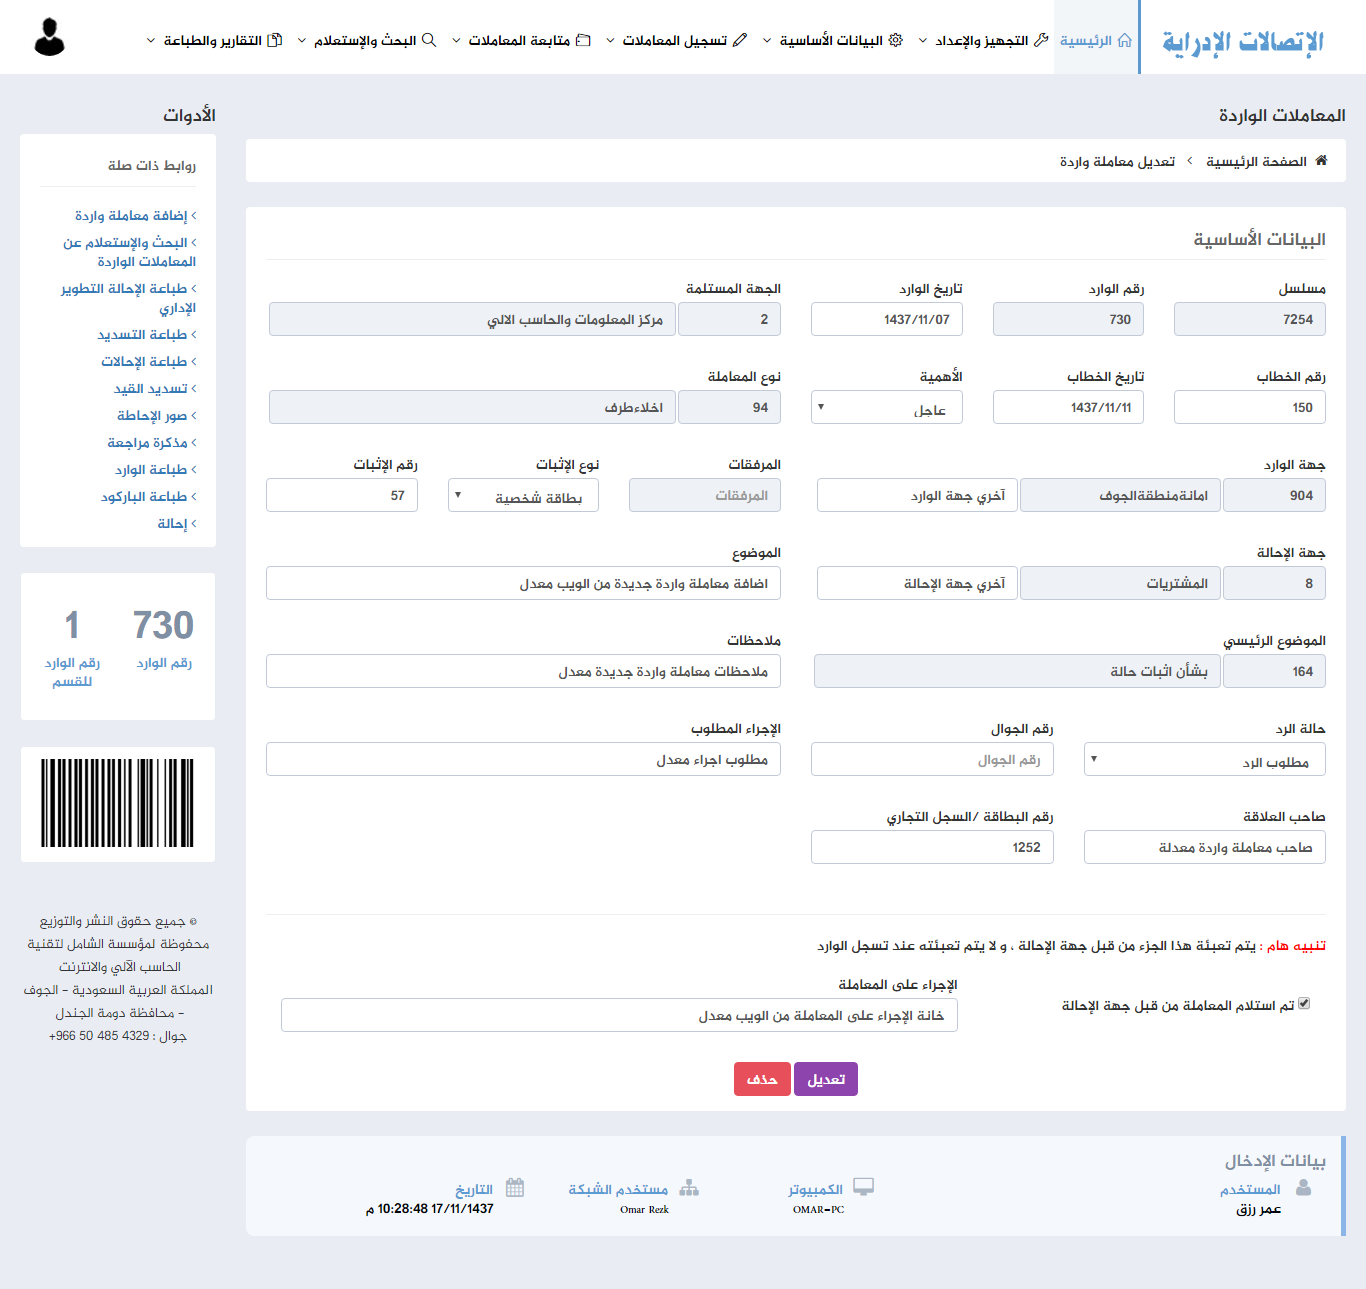 الإتصالات الإدراية
الرئيسية
التجهيز والإعداد
البيانات الأساسية
تسجيل المعاملات
متابعة المعاملات
البحث والإستعلام
التقارير والطباعة
المعاملات الواردة
الصفحة الرئيسية > تعديل معاملة واردة
البيانات الأساسية
مسلسل
رقم الوارد
تاريخ الوارد
الجهة المستلمة
7254
730
1437/11/07
2
مركز المعلومات والحاسب الالي
رقم الخطاب
تاريخ الخطاب
الأهمية
نوع المعاملة
150
1437/11/11
عاجل
94
اخلاءطرف
جهة الوارد
المرفقات
نوع الإثبات
رقم الإثبات
904
امانةمنطقةالجوف
آخري جهة الوارد
المرفقات
بطاقة شخصية
57
جهة الإحالة
الموضوع
8
المشتريات
آخري جهة الإحالة
اضافة معاملة واردة جديدة من الويب معدل
الموضوع الرئيسي
ملاحظات
164
بشأن اثبات حالة
ملاحظات معاملة واردة جديدة معدل
حالة الرد
رقم الجوال
الإجراء المطلوب
مطلوب الرد
رقم الجوال
مطلوب اجراء معدل
صاحب العلاقة
رقم البطاقة /السجل التجاري
صاحب معاملة واردة معدلة
1252
تنبيه هام : يتم تعبئة هذا الجزء من قبل جهة الإحالة ، و لا يتم تعبئته عند تسجل الوارد
تم استلام المعاملة من قبل جهة الإحالة
الإجراء على المعاملة
خانة الإجراء على المعاملة من الويب معدل
تعديل
حذف
بيانات الإدخال
المستخدم
عمر رزق
الكمبيوتر
OMAR-PC
مستخدم الشبكة
Omar Rezk
التاريخ
17/11/1437 10:28:48 م
الأدوات
روابط ذات صلة
إضافة معاملة واردة
البحث والإستعلام عن
المعاملات الواردة
طباعة الإحالة التطوير
الإداري
طباعة التسديد
طباعة الإحالات
تسديد القيد
صور الإحاطة
مذكرة مراجعة
طباعة الوارد
طباعة الباركود
إحالة
730
رقم الوارد
1
رقم الوارد
للقسم
© جميع حقوق النشر والتوزيع
محفوظة لمؤسسة الشامل لتقنية
الحاسب الآلي والانترنت
المملكة العربية السعودية - الجوف
- محافظة دومة الجندل
جوال : 4329 485 50 966+